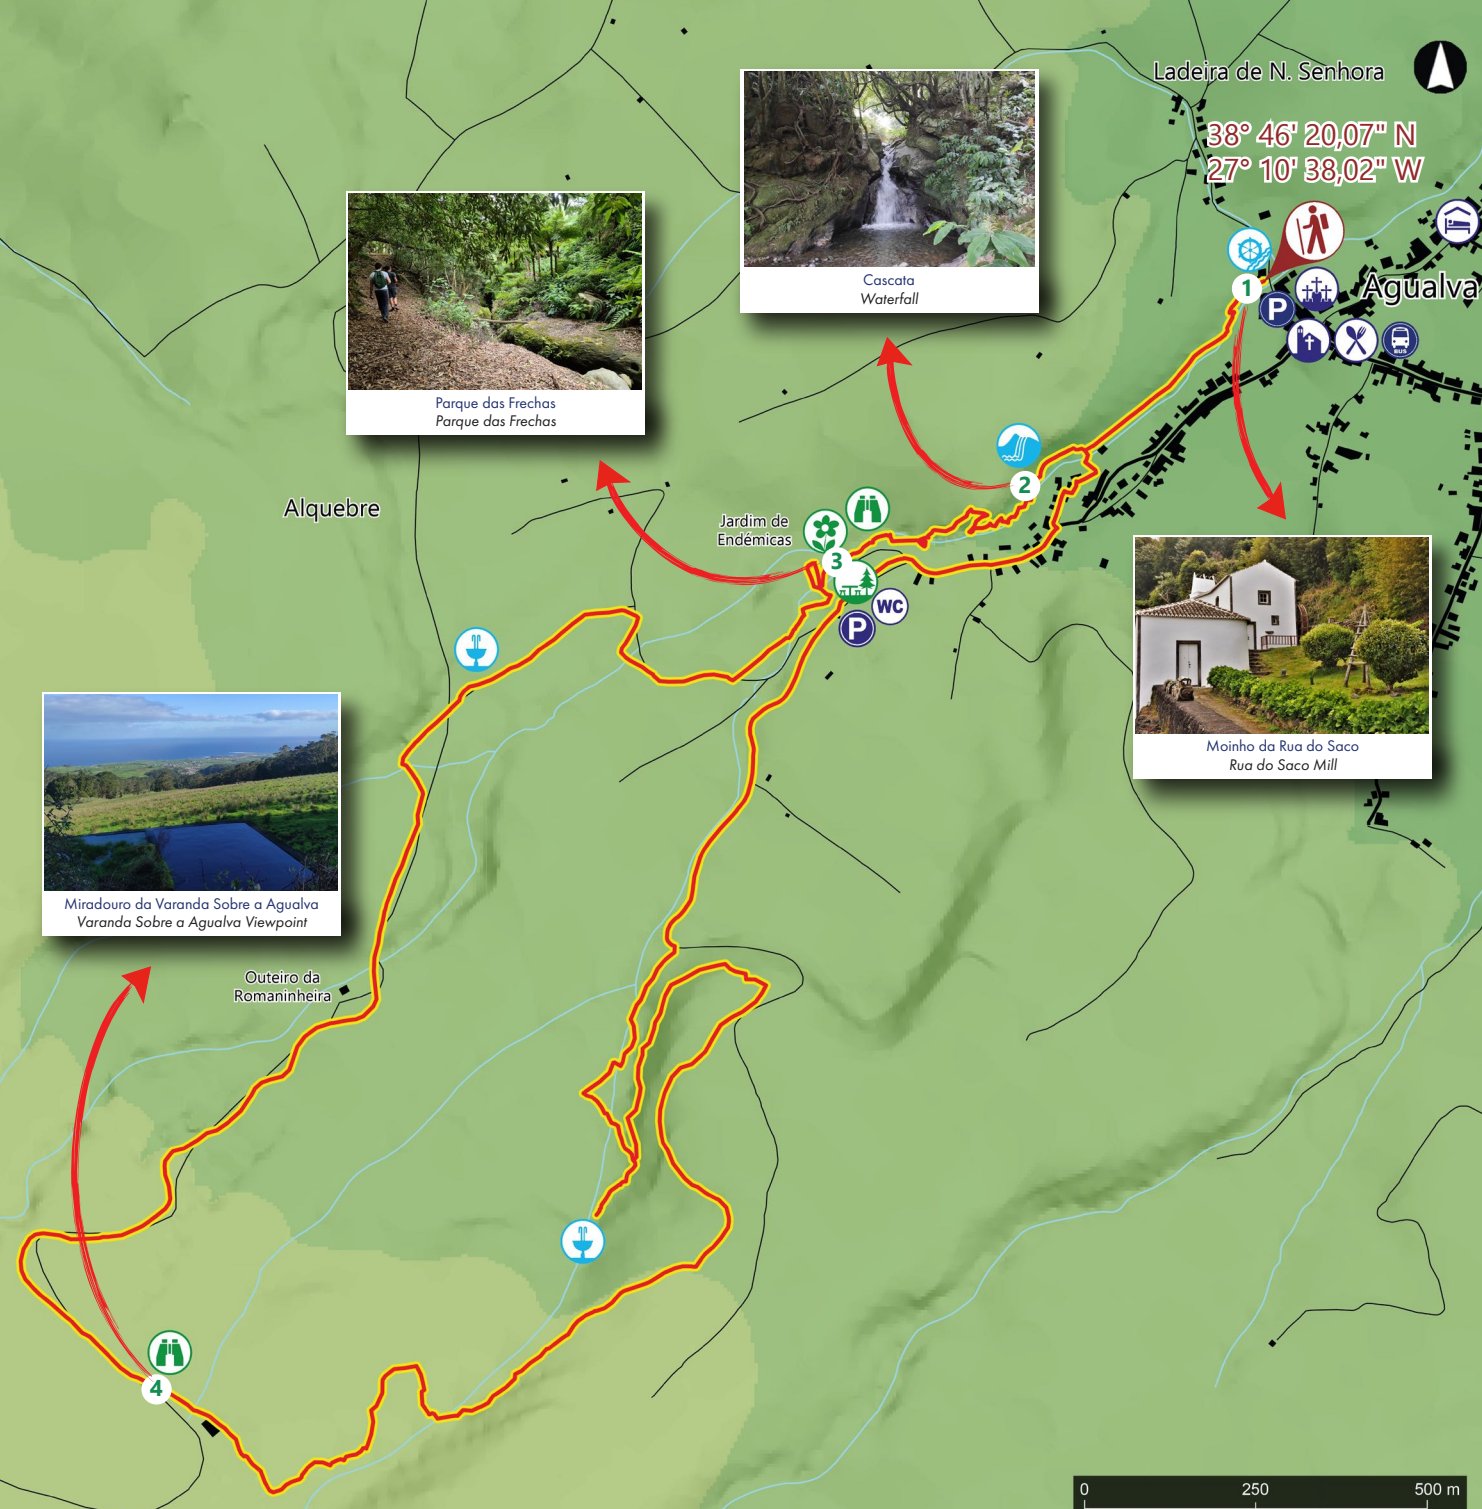 Ladeira de N. Senhora
38° 46' 20,07" N
27° 10' 38,02" W
Cascata
Waterfall
1
P
Agualva
BUS
Parque das Frechas
Parque das Frechas
2
Alquebre
Jardim de
Endémicas
3
WC
P
Moinho da Rua do Saco
Rua do Saco Mill
Miradouro da Varanda Sobre a Agualva
Varanda Sobre a Agualva Viewpoint
Outeiro da
Romaninheira
4
0 250 500 m